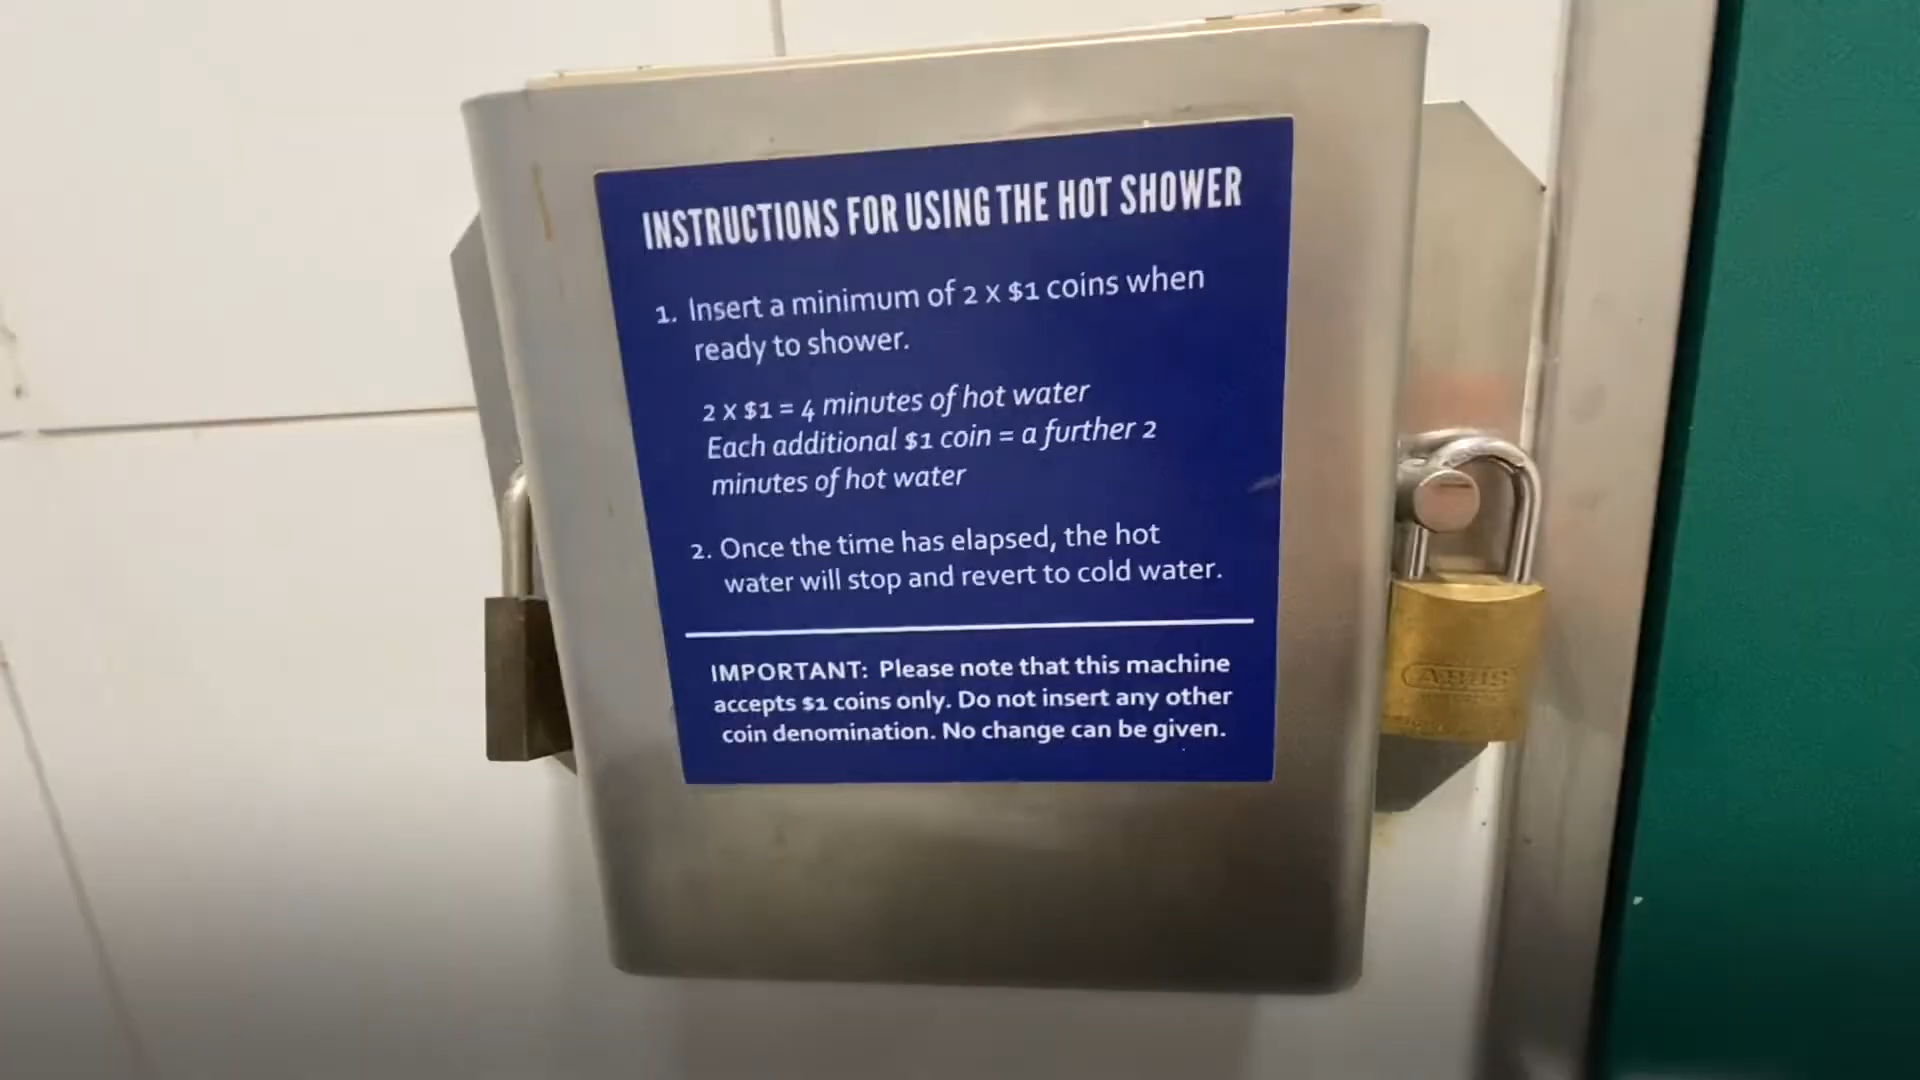 INSTRUCTIONS FOR USING THE HOT SHOWER
1. Insert a minimum of 2 x $1 coins when
ready to shower.
2 x $1 = 4 minutes of hot water
Each additional $1 coin = a further 2
minutes of hot water
2. Once the time has elapsed, the hot
water will stop and revert to cold water.
IMPORTANT: Please note that this machine
accepts $1 coins only. Do not insert any other
coin denomination. No change can be given.
ABUS